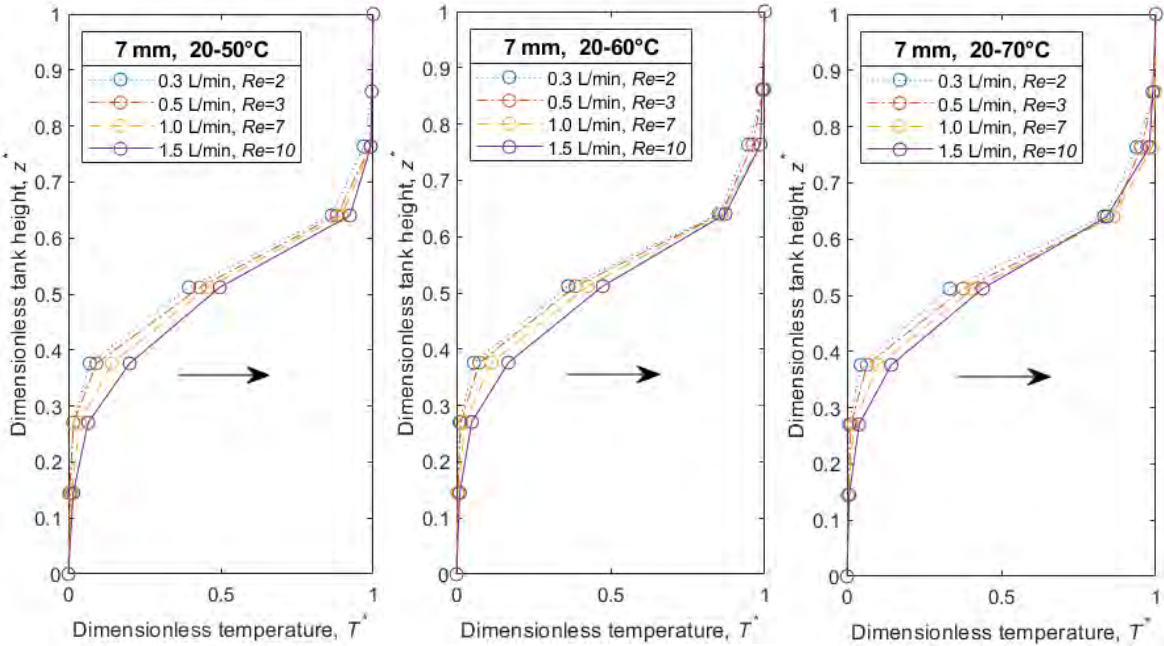 7 mm, 20-50°C
0.3 L/min, Re=2
0.5 L/min, Re=3
1.0 L/min, Re=7
1.5 L/min, Re=10
Dimensionless tank height, z*
1
0.9
0.8
0.7
0.6
0.5
0.4
0.3
0.2
0.1
0
0 0.5 1
Dimensionless temperature, T*
7 mm, 20-60°C
0.3 L/min, Re=2
0.5 L/min, Re=3
1.0 L/min, Re=7
1.5 L/min, Re=10
Dimensionless tank height, z*
1
0.9
0.8
0.7
0.6
0.5
0.4
0.3
0.2
0.1
0
0 0.5 1
Dimensionless temperature, T*
7 mm, 20-70°C
0.3 L/min, Re=2
0.5 L/min, Re=3
1.0 L/min, Re=7
1.5 L/min, Re=10
Dimensionless tank height, z*
1
0.9
0.8
0.7
0.6
0.5
0.4
0.3
0.2
0.1
0
0 0.5 1
Dimensionless temperature, T*